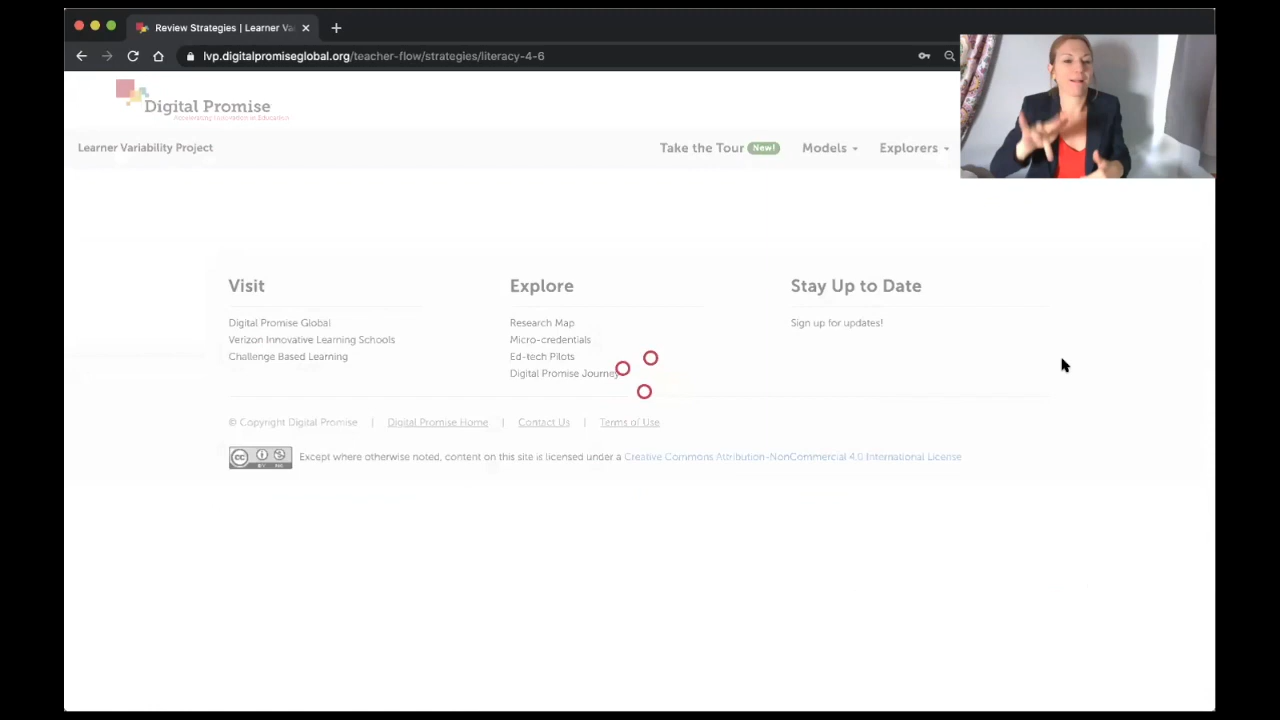 Review Strategies | Learner Va
lvp.digitalpromiseglobal.org/teacher-flow/strategies/literacy-4-6
Digital Promise
Accelerating Innovation in Education
Learner Variability Project
Take the Tour New! Models Explorers
Visit
Digital Promise Global
Verizon Innovative Learning Schools
Challenge Based Learning
Explore
Research Map
Micro-credentials
Ed-tech Pilots
Digital Promise Journey
Stay Up to Date
Sign up for updates!
© Copyright Digital Promise | Digital Promise Home | Contact Us | Terms of Use
Except where otherwise noted, content on this site is licensed under a Creative Commons Attribution-NonCommercial 4.0 International License